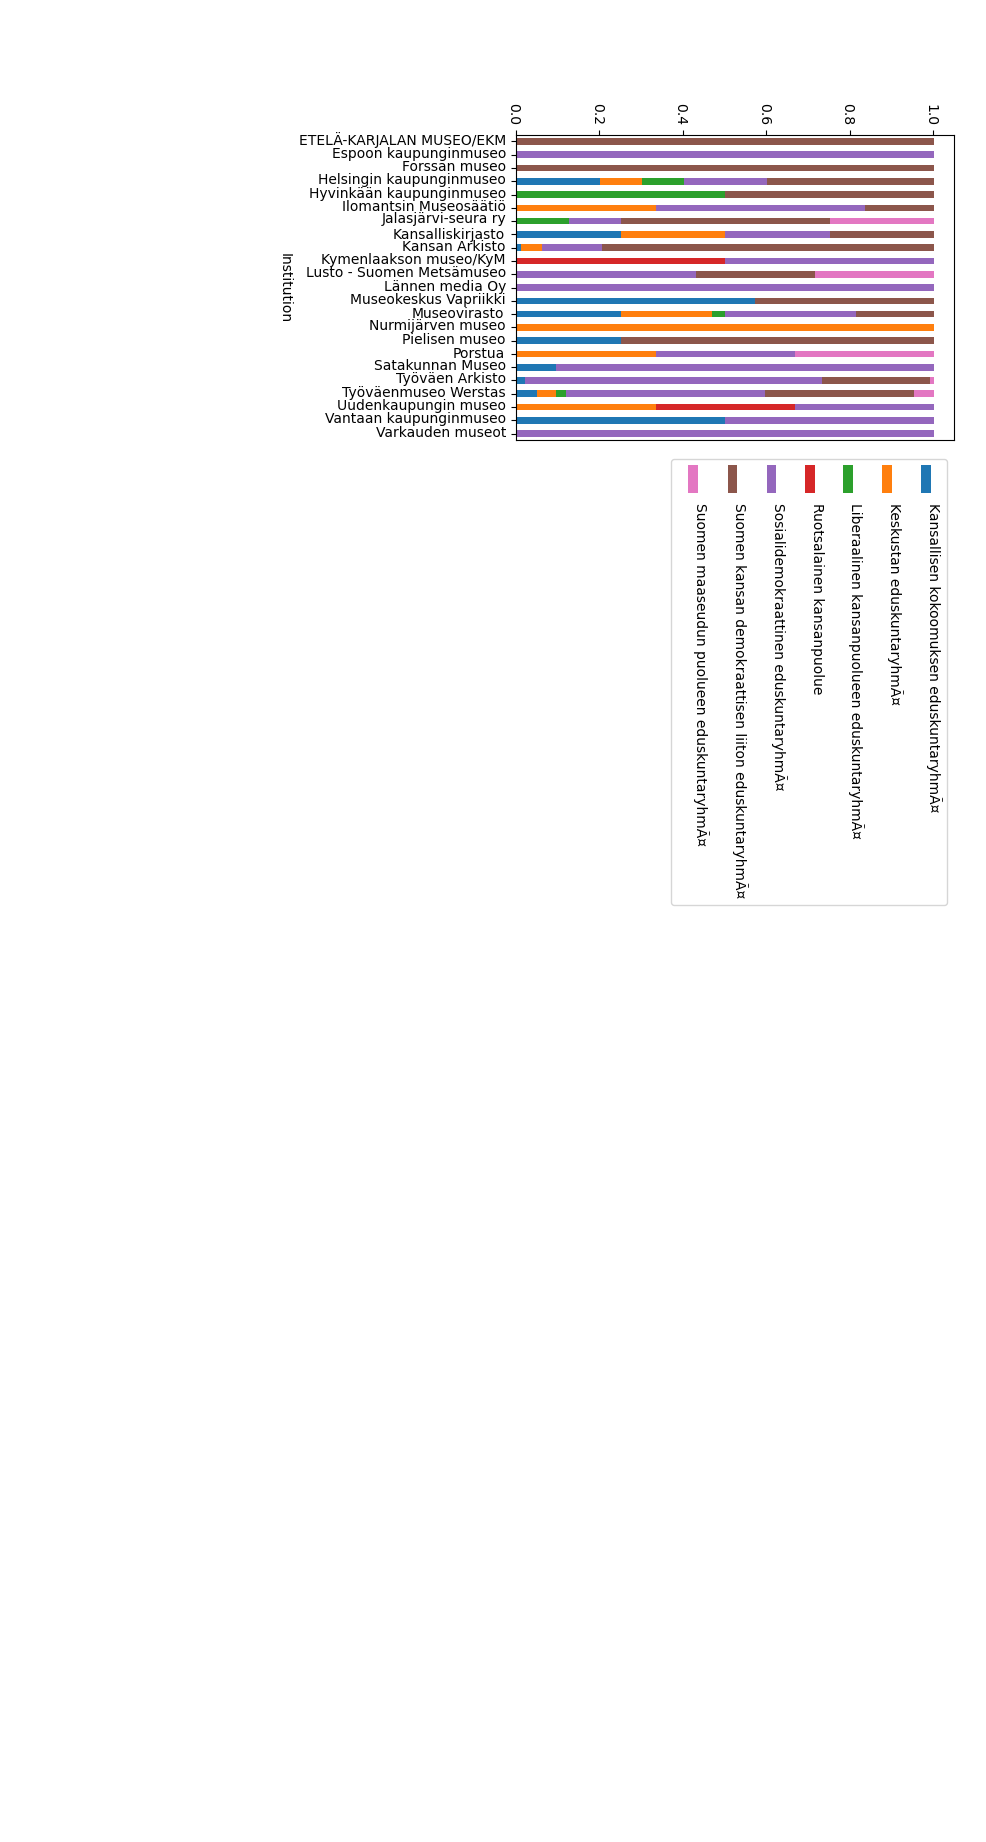 0.0
0.2
0.4
0.6
0.8
1.0
ETELÄ-KARJALAN MUSEO/EKM
Espoon kaupunginmuseo
Forssan museo
Helsingin kaupunginmuseo
Hyvinkään kaupunginmuseo
Ilomantsin Museosäätiö
Jalasjärvi-seura ry
Kansalliskirjasto
Kansan Arkisto
Kymenlaakson museo/KyM
Lusto - Suomen Metsämuseo
Lännen media Oy
Museokeskus Vapriikki
Museovirasto
Nurmijärven museo
Pielisen museo
Porstua
Satakunnan Museo
Työväen Arkisto
Työväenmuseo Werstas
Uudenkaupungin museo
Vantaan kaupunginmuseo
Varkauden museot
Institution
Kansallisen kokoomuksen eduskuntaryhmÃ¤
Keskustan eduskuntaryhmÃ¤
Liberaalinen kansanpuolueen eduskuntaryhmÃ¤
Ruotsalainen kansanpuolue
Sosialidemokraattinen eduskuntaryhmÃ¤
Suomen kansan demokraattisen liiton eduskuntaryhmÃ¤
Suomen maaseudun puolueen eduskuntaryhmÃ¤